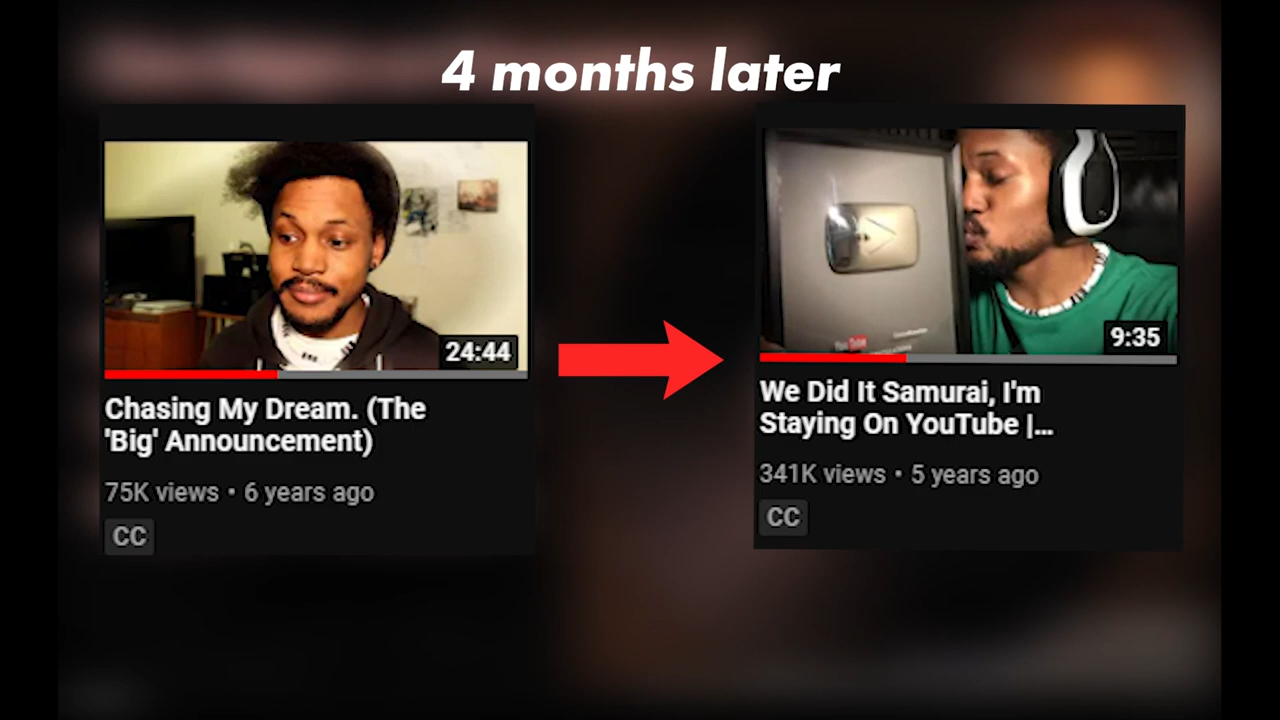 4 months later
24:44
Chasing My Dream. (The
'Big' Announcement)
75K views • 6 years ago
CC
YouTube
9:35
We Did It Samurai, I'm
Staying On YouTube |...
341K views • 5 years ago
CC